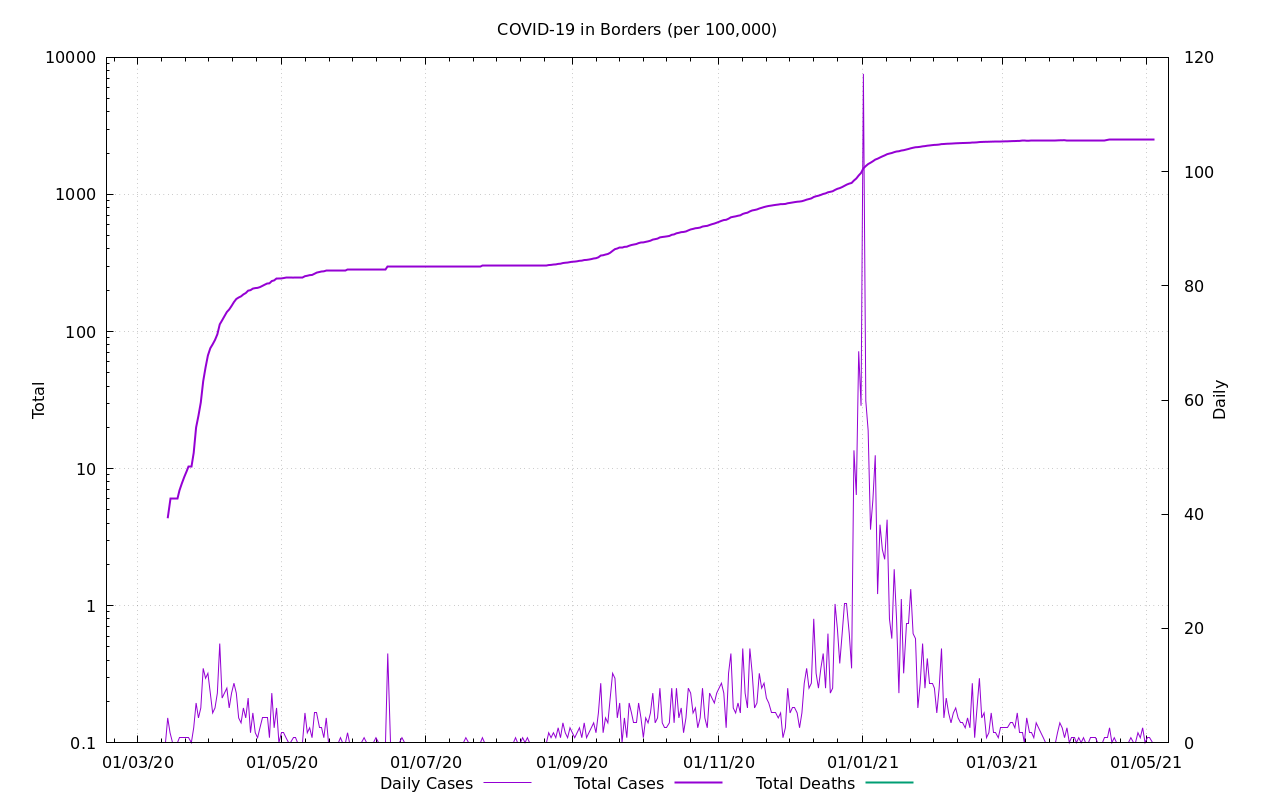 COVID-19 in Borders (per 100,000)
10000 120
1000 100
100 80
10 60
1 40
0.1 20
0
Total
Daily
01/03/20 01/05/20 01/07/20 01/09/20 01/11/20 01/01/21 01/03/21 01/05/21
Daily Cases Total Cases Total Deaths